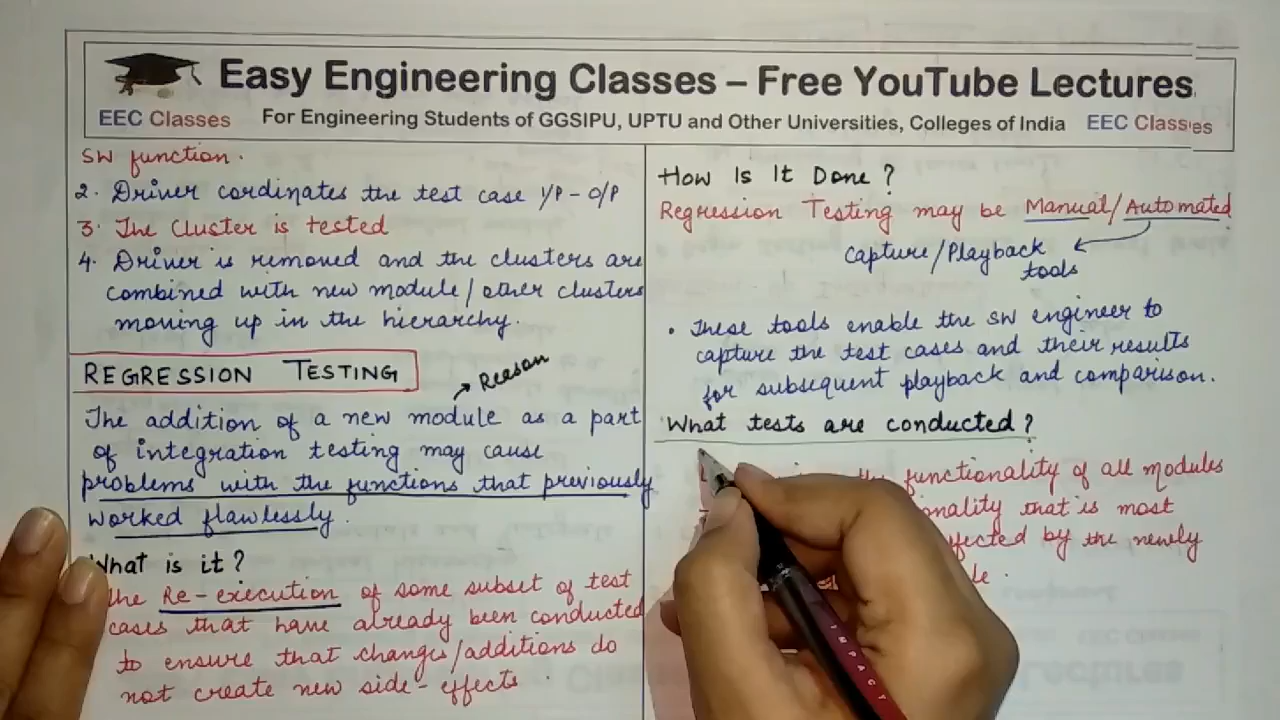 Easy Engineering Classes – Free YouTube Lectures
EEC Classes For Engineering Students of GGSIPU, UPTU and Other Universities, Colleges of India EEC Classes
SW function.
2. Driver cordinates the test case I/P - O/P
3. The Cluster is tested
4. Driver is removed and the clusters are
combined with new module/other clusters
moving up in the hierarchy.
REGRESSION TESTING
→ Reason
The addition of a new module as a part
of integration testing may cause
problems with the functions that previously
worked flawlessly.
What is it?
the Re-execution of some subset of test
cases that have already been conducted
to ensure that changes/additions do
not create new side-effects
How Is It Done?
Regression Testing may be Manual/Automated
Capture/Playback
tools
• These tools enable the SW engineer to
capture the test cases and their results
for subsequent playback and comparison.
What tests are conducted?
functionality of all modules
that is most
by the newly
IMPACT